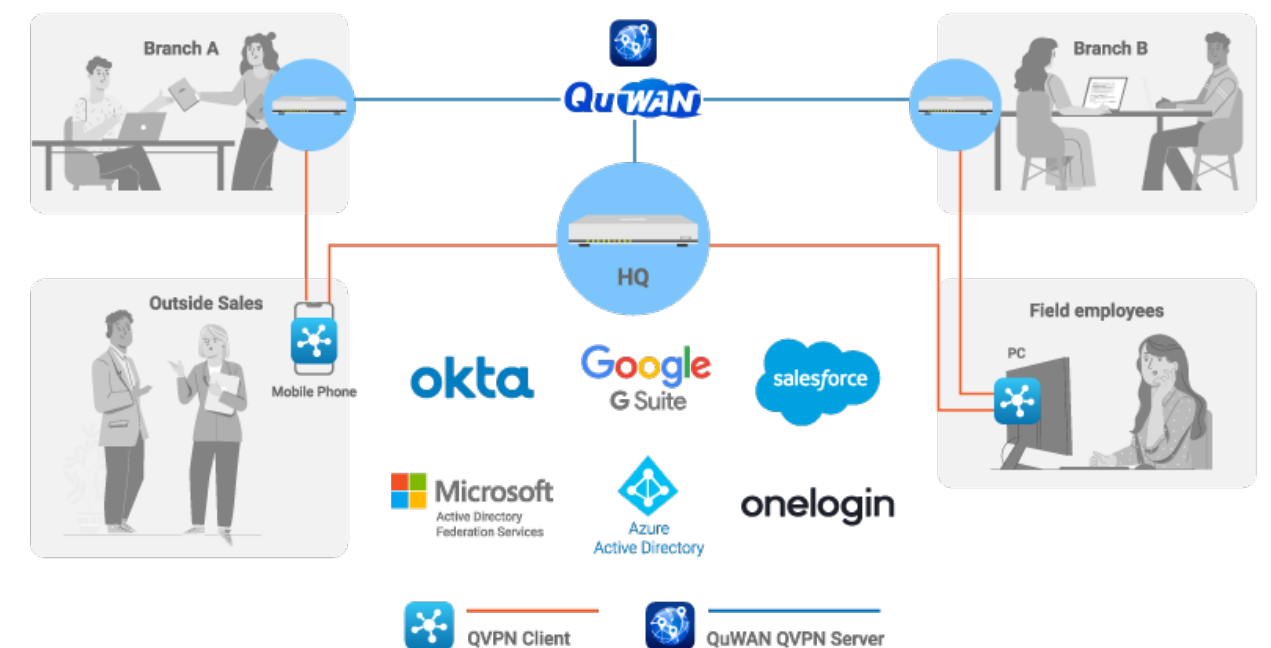 Branch A
Branch B
QuWAN
HQ
Outside Sales
Mobile Phone
Field employees
PC
okta
Google
G Suite
salesforce
Microsoft
Active Directory
Federation Services
Azure
Active Directory
onelogin
QVPN Client
QuWAN QVPN Server